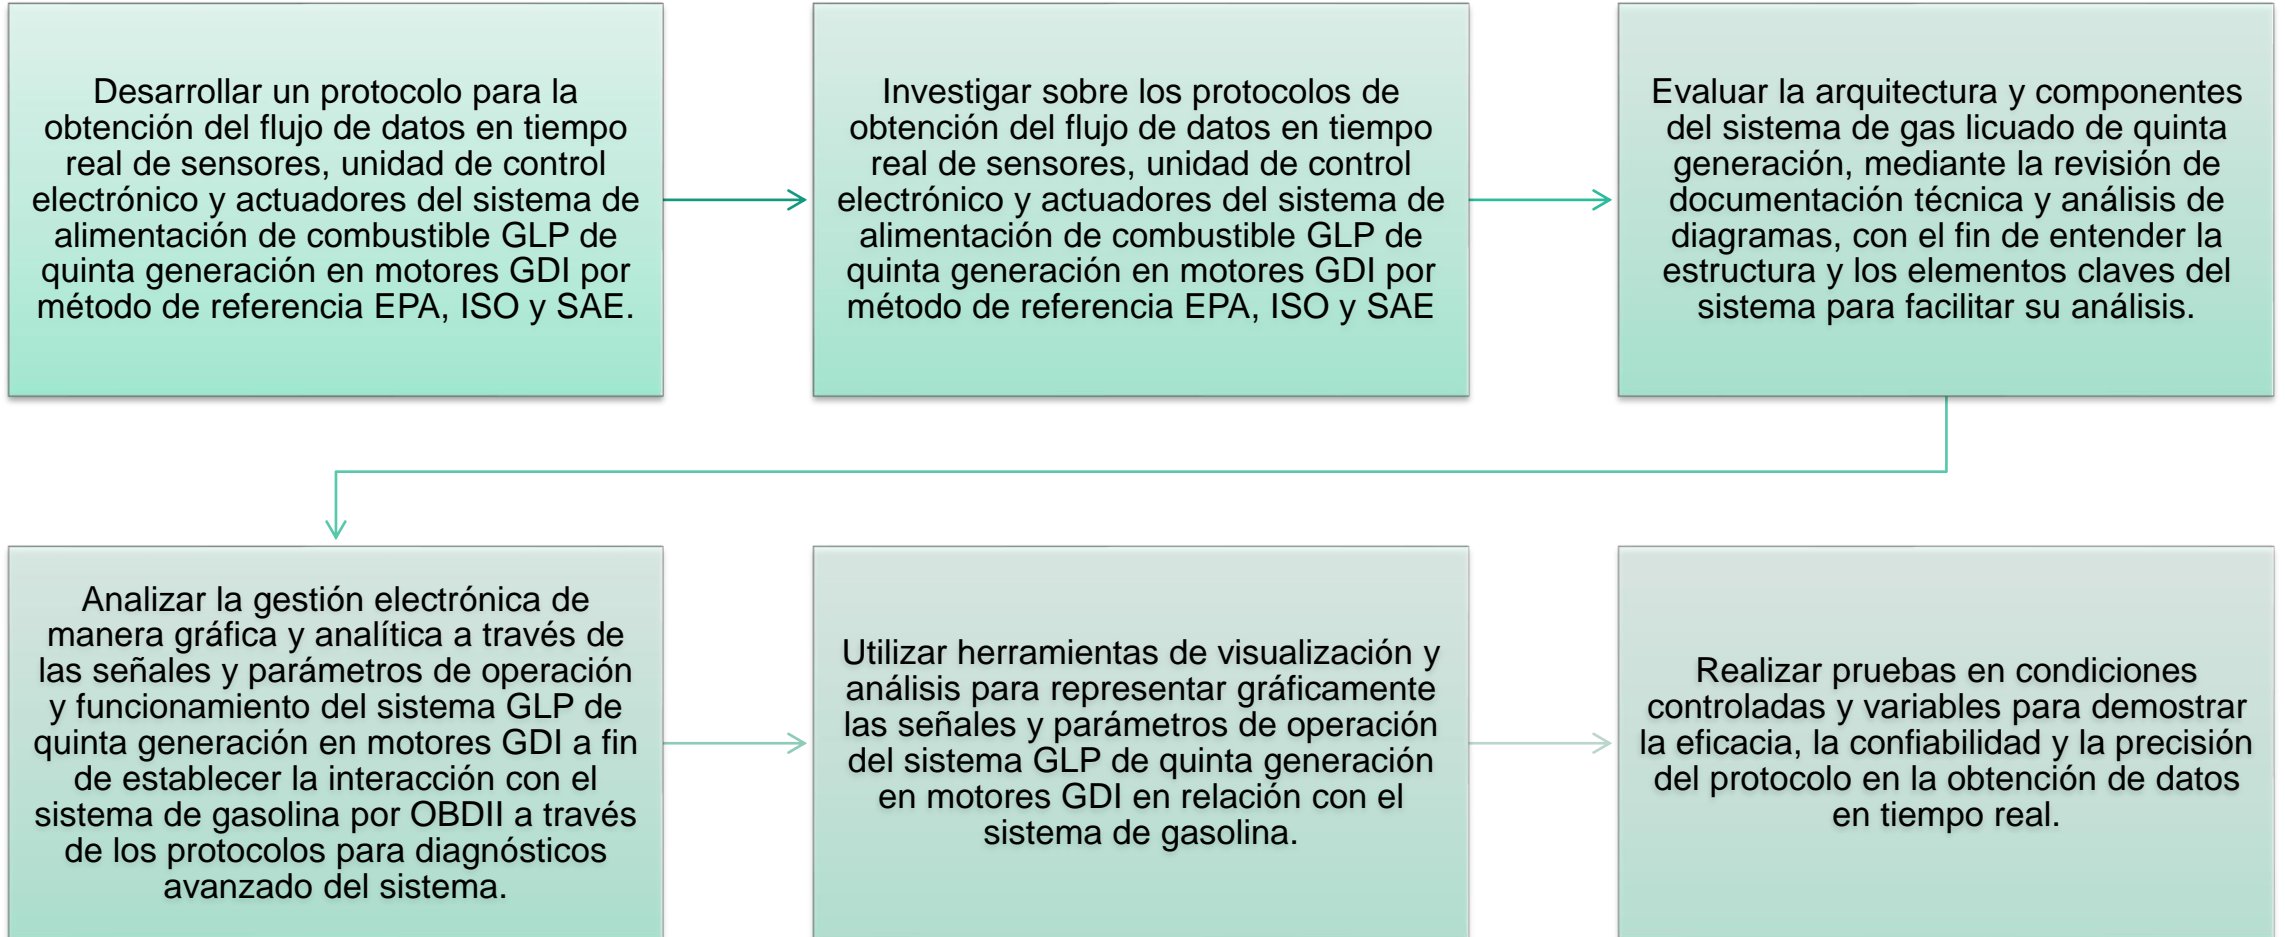 Desarrollar un protocolo para la
obtención del flujo de datos en tiempo
real de sensores, unidad de control
electrónico y actuadores del sistema de
alimentación de combustible GLP de
quinta generación en motores GDI por
método de referencia EPA, ISO y SAE.
Investigar sobre los protocolos de
obtención del flujo de datos en tiempo
real de sensores, unidad de control
electrónico y actuadores del sistema de
alimentación de combustible GLP de
quinta generación en motores GDI por
método de referencia EPA, ISO y SAE
Evaluar la arquitectura y componentes
del sistema de gas licuado de quinta
generación, mediante la revisión de
documentación técnica y análisis de
diagramas, con el fin de entender la
estructura y los elementos claves del
sistema para facilitar su análisis.
Analizar la gestión electrónica de
manera gráfica y analítica a través de
las señales y parámetros de operación
y funcionamiento del sistema GLP de
quinta generación en motores GDI a fin
de establecer la interacción con el
sistema de gasolina por OBDII a través
de los protocolos para diagnósticos
avanzado del sistema.
Utilizar herramientas de visualización y
análisis para representar gráficamente
las señales y parámetros de operación
del sistema GLP de quinta generación
en motores GDI en relación con el
sistema de gasolina.
Realizar pruebas en condiciones
controladas y variables para demostrar
la eficacia, la confiabilidad y la precisión
del protocolo en la obtención de datos
en tiempo real.